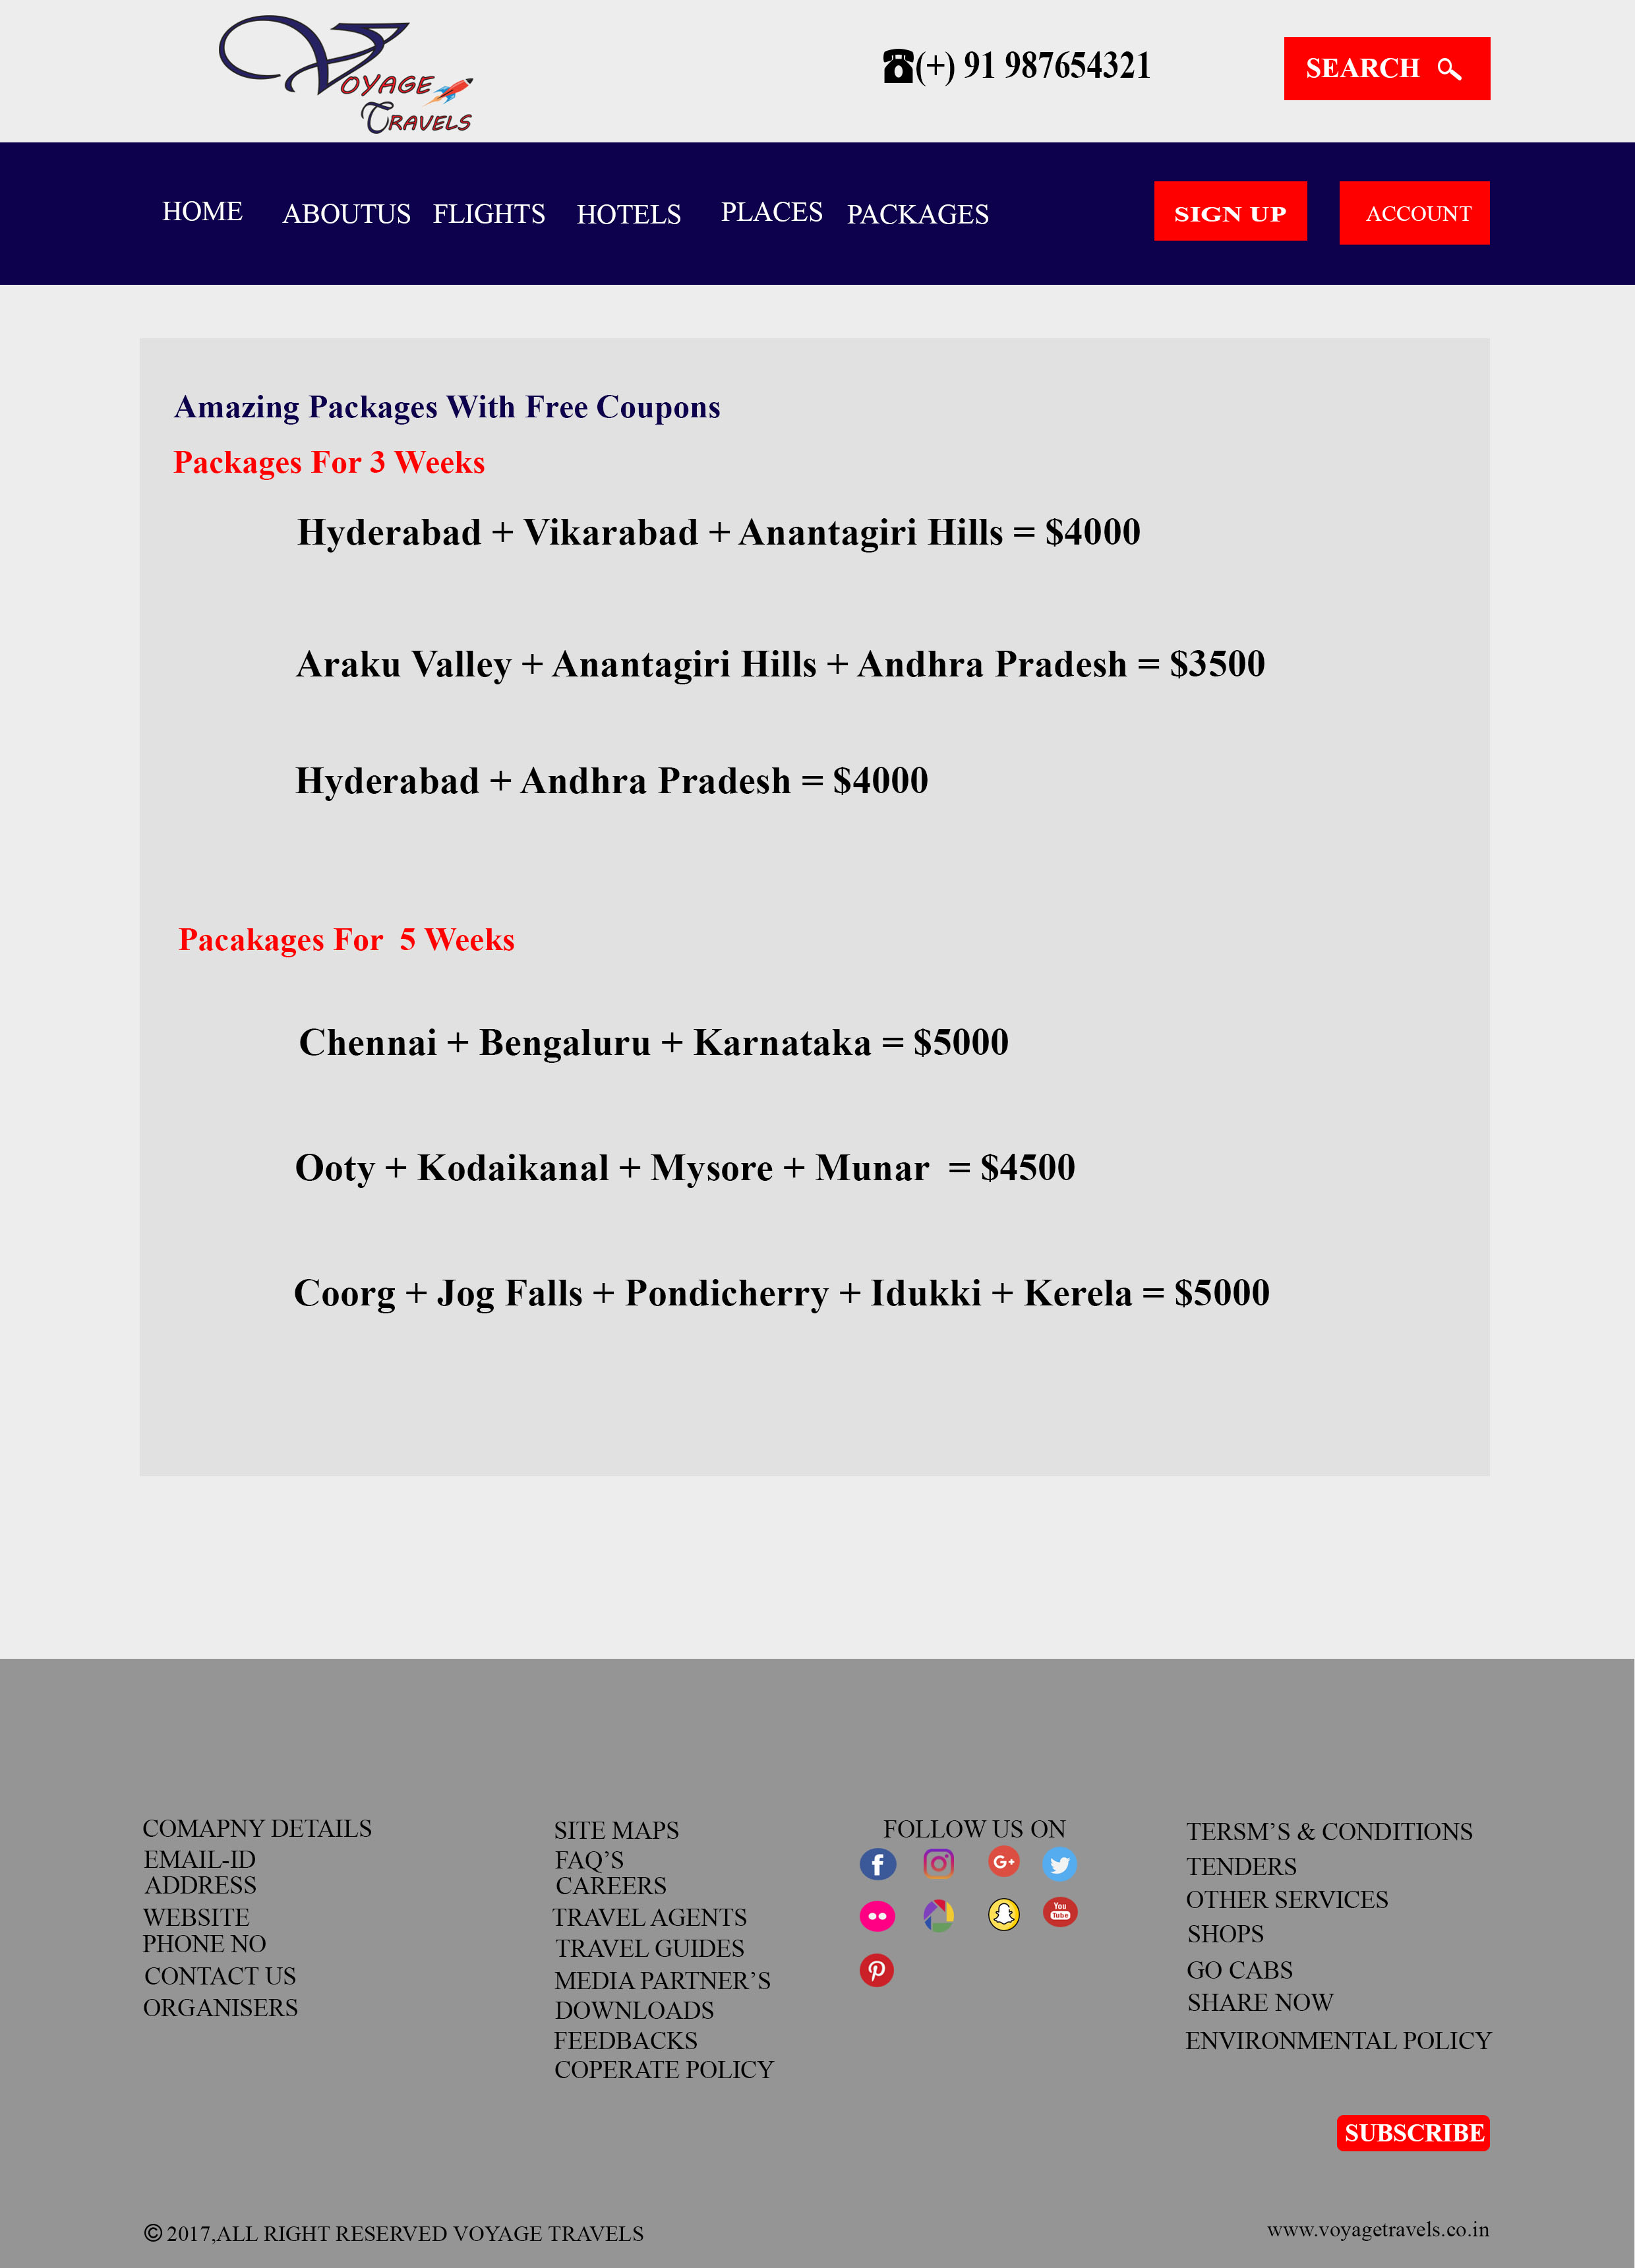 VOYAGE
TRAVELS
(+) 91 987654321
SEARCH
HOME ABOUTUS FLIGHTS HOTELS PLACES PACKAGES SIGN UP ACCOUNT
Amazing Packages With Free Coupons
Packages For 3 Weeks
Hyderabad + Vikarabad + Anantagiri Hills = $4000
Araku Valley + Anantagiri Hills + Andhra Pradesh = $3500
Hyderabad + Andhra Pradesh = $4000
Pacakages For 5 Weeks
Chennai + Bengaluru + Karnataka = $5000
Ooty + Kodaikanal + Mysore + Munar = $4500
Coorg + Jog Falls + Pondicherry + Idukki + Kerela = $5000
COMAPNY DETAILS
EMAIL-ID
ADDRESS
WEBSITE
PHONE NO
CONTACT US
ORGANISERS
SITE MAPS
FAQ’S
CAREERS
TRAVEL AGENTS
TRAVEL GUIDES
MEDIA PARTNER’S
DOWNLOADS
FEEDBACKS
COPERATE POLICY
FOLLOW US ON
f
G+
You
Tube
TERSM’S & CONDITIONS
TENDERS
OTHER SERVICES
SHOPS
GO CABS
SHARE NOW
ENVIRONMENTAL POLICY
SUBSCRIBE
© 2017,ALL RIGHT RESERVED VOYAGE TRAVELS
www.voyagetravels.co.in